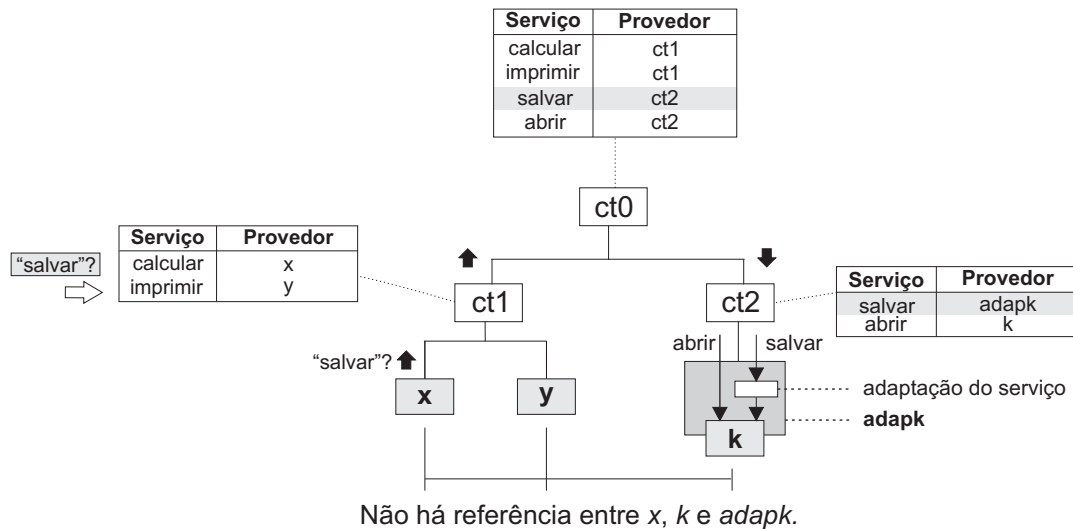 Serviço Provedor
calcular ct1
imprimir ct1
salvar ct2
abrir ct2
ct0
“salvar”?
Serviço Provedor
calcular x
imprimir y
ct1
ct2
Serviço Provedor
salvar adapk
abrir k
“salvar”?
abrir salvar
x
y
adaptação do serviço
adapk
k
Não há referência entre x, k e adapk.